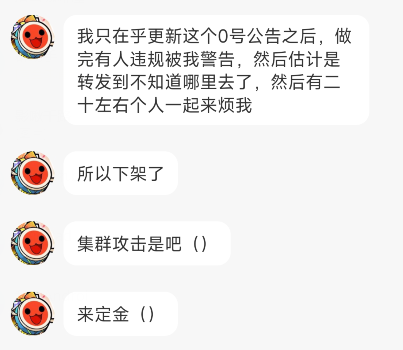 我只在乎更新这个0号公告之后，做
完有人违规被我警告，然后估计是
转发到不知道哪里去了，然后有二
十左右个人一起来烦我
所以下架了
集群攻击是吧（）
来定金（）